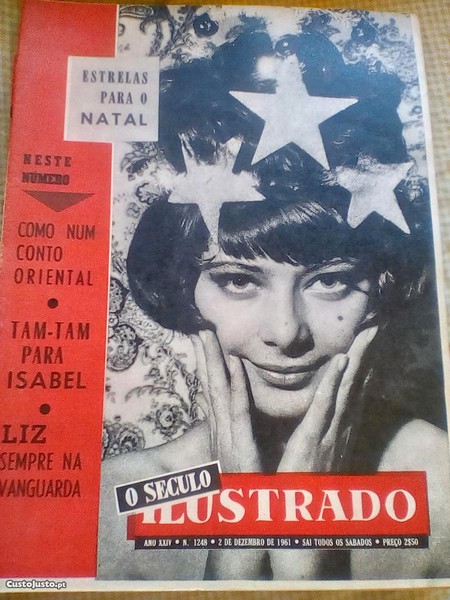 ESTRELAS
PARA O
NATAL
NESTE
NÚMERO
COMO NUM
CONTO
ORIENTAL
TAM-TAM
PARA
ISABEL
LIZ
SEMPRE NA
VANGUARDA
O SECULO
ILUSTRADO
ANO XXIV • N. 1248 • 2 DE DEZEMBRO DE 1961 • SAI TODOS OS SABADOS • PREÇO 2$50
CustoJusto.pt